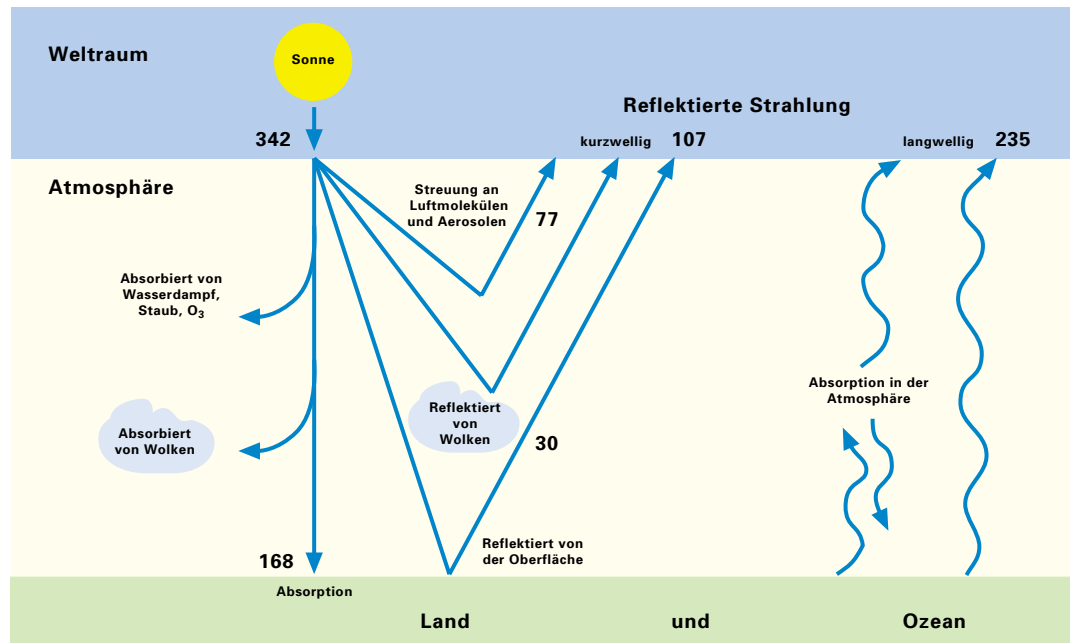 Weltraum
Sonne
Reflektierte Strahlung
342
kurzwellig 107
langwellig 235
Atmosphäre
Streuung an
Luftmolekülen
und Aerosolen
77
Absorbiert von
Wasserdampf,
Staub, O₃
Absorption in der
Atmosphäre
Absorbiert
von Wolken
Reflektiert
von
Wolken
30
Reflektiert von
der Oberfläche
168
Absorption
Land und Ozean